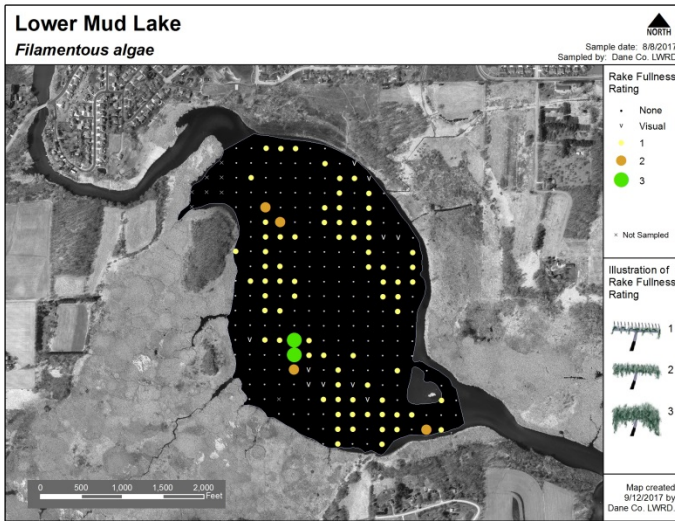 Lower Mud Lake
Filamentous algae
NORTH
Sample date: 8/8/2017
Sampled by: Dane Co. LWRD
Rake Fullness
Rating
None
v Visual
1
2
3
× Not Sampled
Illustration of
Rake Fullness
Rating
1
2
3
0 500 1,000 1,500 2,000
Feet
Map created
9/12/2017 by
Dane Co. LWRD.